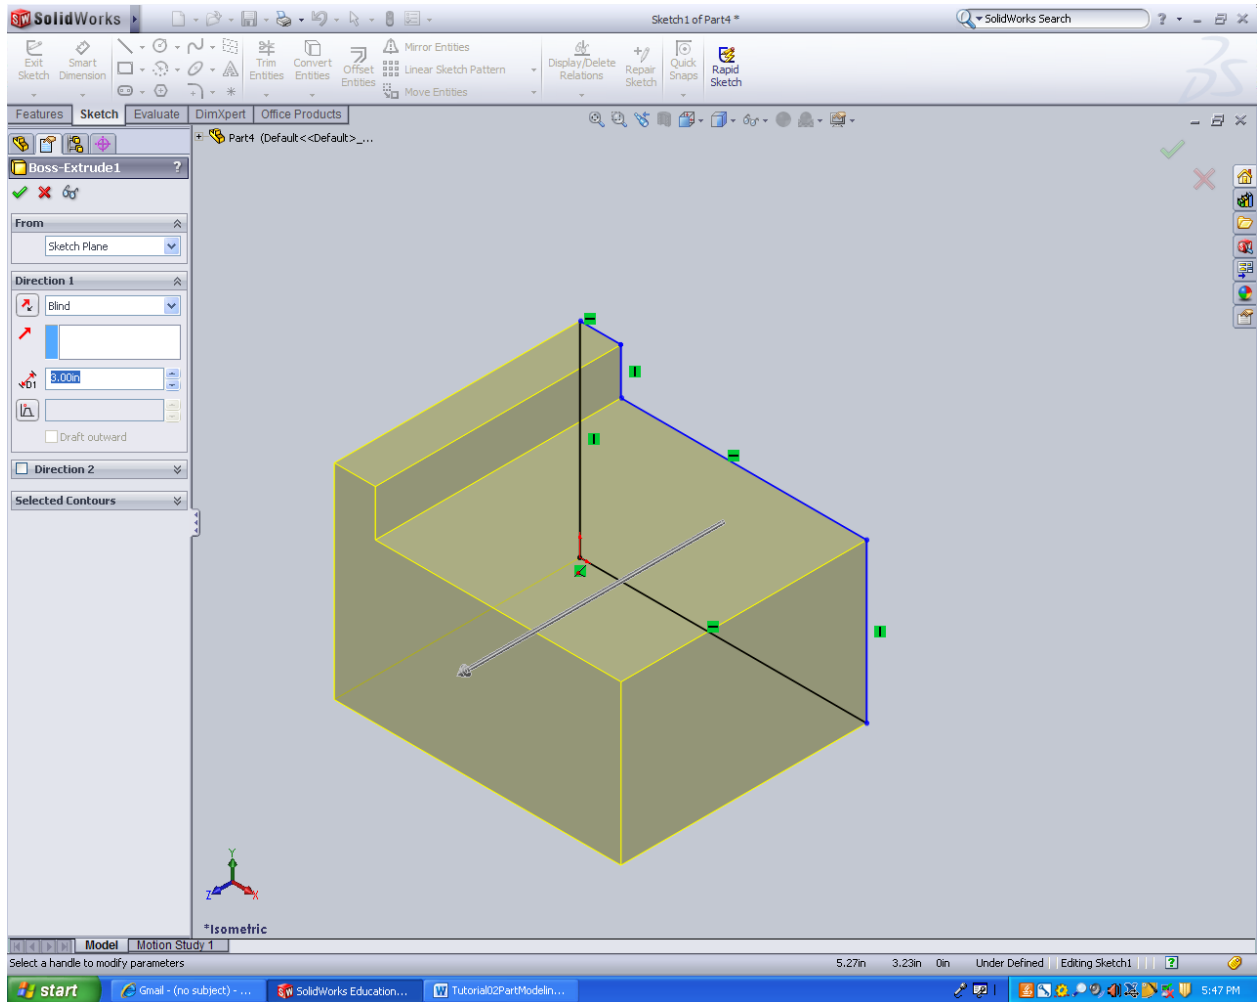 SolidWorks
Sketch1 of Part4 *
SolidWorks Search
?
Exit Sketch
Smart Dimension
Trim Entities
Convert Entities
Offset Entities
Mirror Entities
Linear Sketch Pattern
Move Entities
Display/Delete Relations
Repair Sketch
Quick Snaps
Rapid Sketch
Features Sketch Evaluate DimXpert Office Products
Part4 (Default<<Default>_...
Boss-Extrude1 ?
From
Sketch Plane
Direction 1
Blind
D1 3.00in
Draft outward
Direction 2
Selected Contours
Y
Z X
*Isometric
Model Motion Study 1
Select a handle to modify parameters 5.27in 3.23in 0in Under Defined Editing Sketch1 ?
start Gmail - (no subject) - ... SolidWorks Education... Tutorial02PartModelin... 5:47 PM